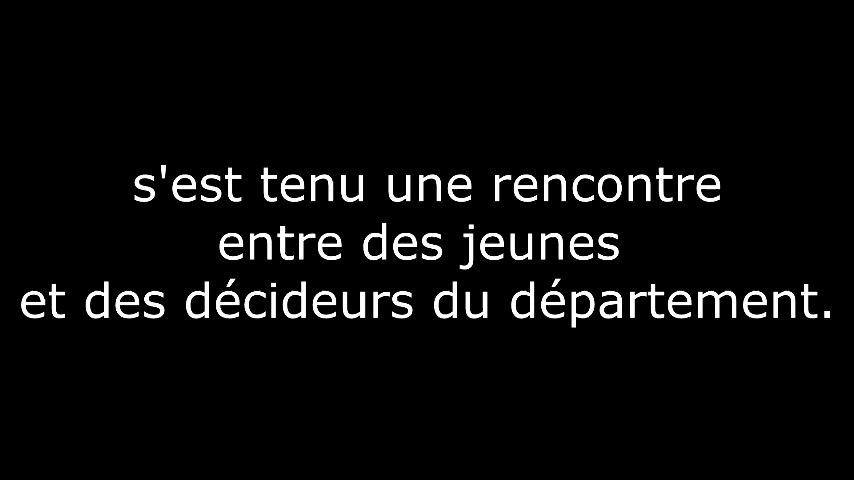 s'est tenu une rencontre
entre des jeunes
et des décideurs du département.